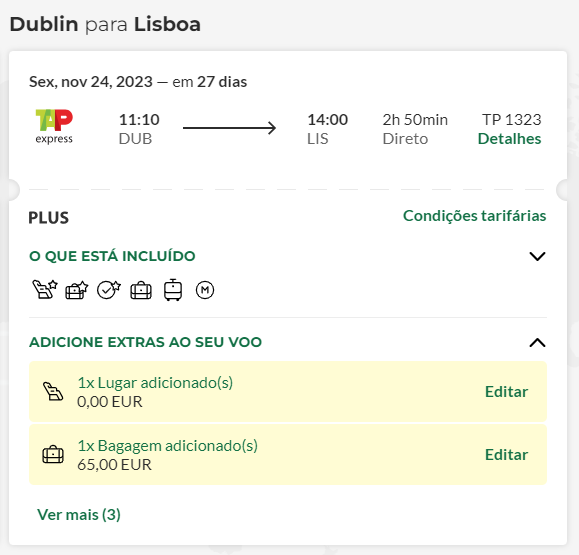 Dublin para Lisboa
Sex, nov 24, 2023 — em 27 dias
TAP express
11:10
DUB
14:00
LIS
2h 50min
Direto
TP 1323
Detalhes
PLUS
Condições tarifárias
O QUE ESTÁ INCLUÍDO
M
ADICIONE EXTRAS AO SEU VOO
1x Lugar adicionado(s)
0,00 EUR
Editar
1x Bagagem adicionado(s)
65,00 EUR
Editar
Ver mais (3)